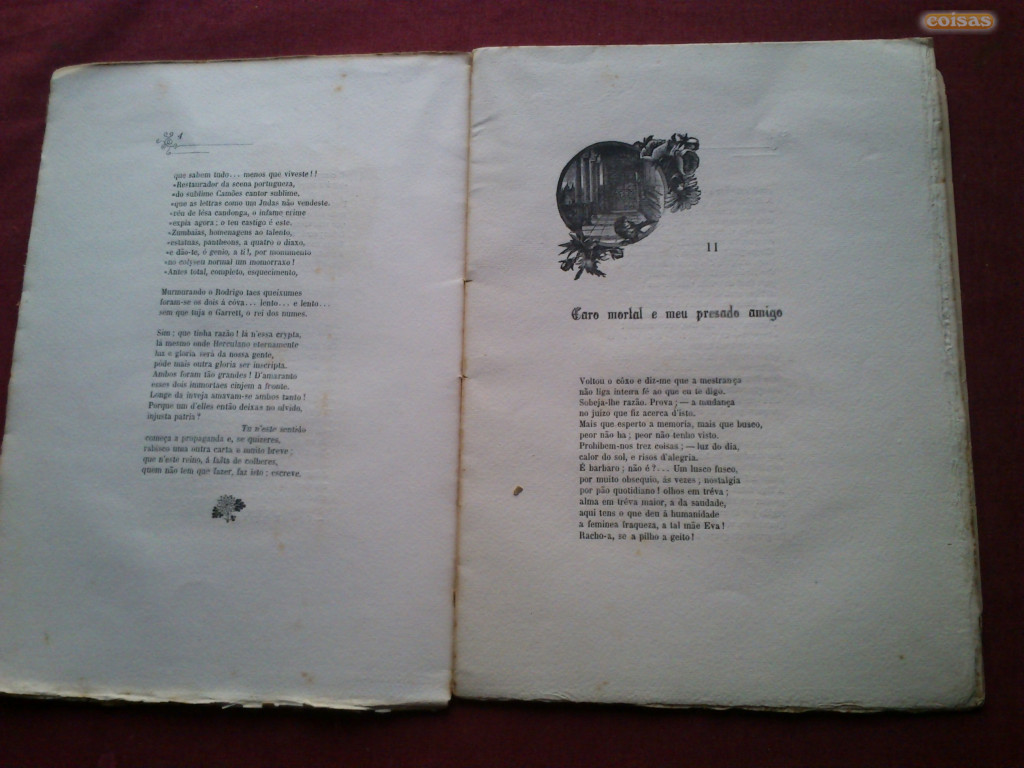 coisas
4
que sabem tudo... menos que viveste!!
«Restaurador da scena portugueza,
«do sublime Camões cantor sublime,
«que as lettras como um Judas não vendeste.
«réu de lésa candonga, o infame crime
«expia agora; o teu castigo é este.
«Zumbaias, homenagens ao talento,
«estatuas, pantheons, a quatro o diaxo,
«e dão-te, ó genio, a ti!, por monumento
«no colyseu normal um momorraxo!
«Antes total, completo, esquecimento,
Murmurando o Rodrigo taes queixumes
foram-se os dois á cóva... lento... e lento...
sem que tuja o Garrett, o rei dos numes.
Sim; que tinha razão! lá n'essa crypta,
lá mesmo onde Herculano eternamente
luz e gloria será da nossa gente,
póde mais outra gloria ser inscripta.
Ambos foram tão grandes! D'amaranto
esses dois immortaes cinjem a fronte.
Longe da inveja amavam-se ambos tanto!
Porque um d'elles então deixas no olvido,
injusta patria?
Tu n'este sentido
começa a propaganda e, se quizeres,
rabisco uma outra carta e muito breve;
que n'este reino, á falta de colheres,
quem não tem que fazer, faz isto; escreve.
II
Caro mortal e meu presado amigo
Voltou o côxo e diz-me que a mestrança
não liga inteira fé ao que eu te digo.
Sobeja-lhe razão. Prova; — a mudança
no juizo que fiz acerca d'isto.
Mais que esperto a memoria, mais que busco,
peor não ha; peor não tenho visto.
Prohibem-nos trez coisas; — luz do dia,
calor do sol, e risos d'alegria.
É barbaro; não é?... Um lusco fusco,
por muito obsequio, ás vezes; nostalgia
por pão quotidiano! olhos em tréva;
alma em tréva maior, a da saudade,
aqui tens o que deu á humanidade
a feminea fraqueza, a tal mãe Eva!
Racho-a, se a pilho a geito!